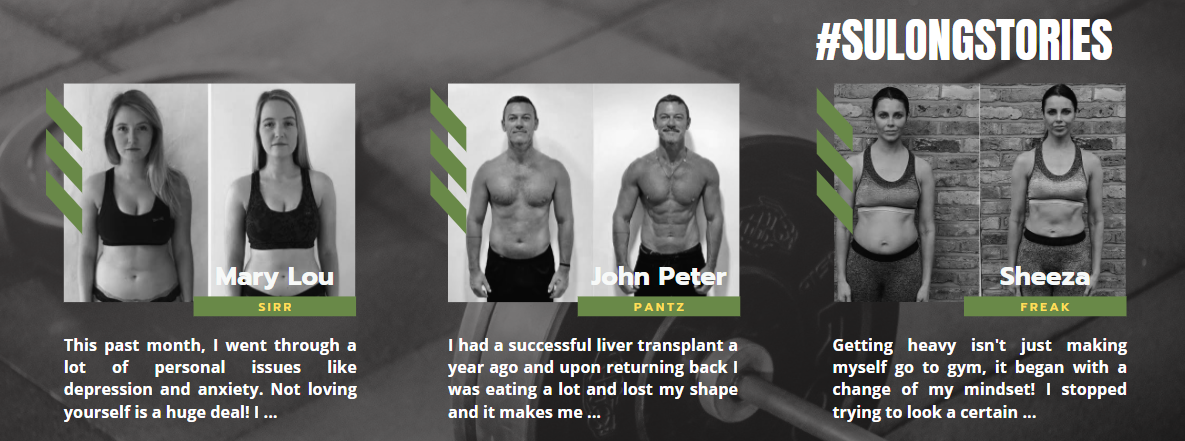 #SULONGSTORIES
Mary Lou
SIRR
This past month, I went through a
lot of personal issues like
depression and anxiety. Not loving
yourself is a huge deal! I ...
John Peter
PANTZ
I had a successful liver transplant a
year ago and upon returning back I
was eating a lot and lost my shape
and it makes me ...
Sheeza
FREAK
Getting heavy isn't just making
myself go to gym, it began with a
change of my mindset! I stopped
trying to look a certain ...